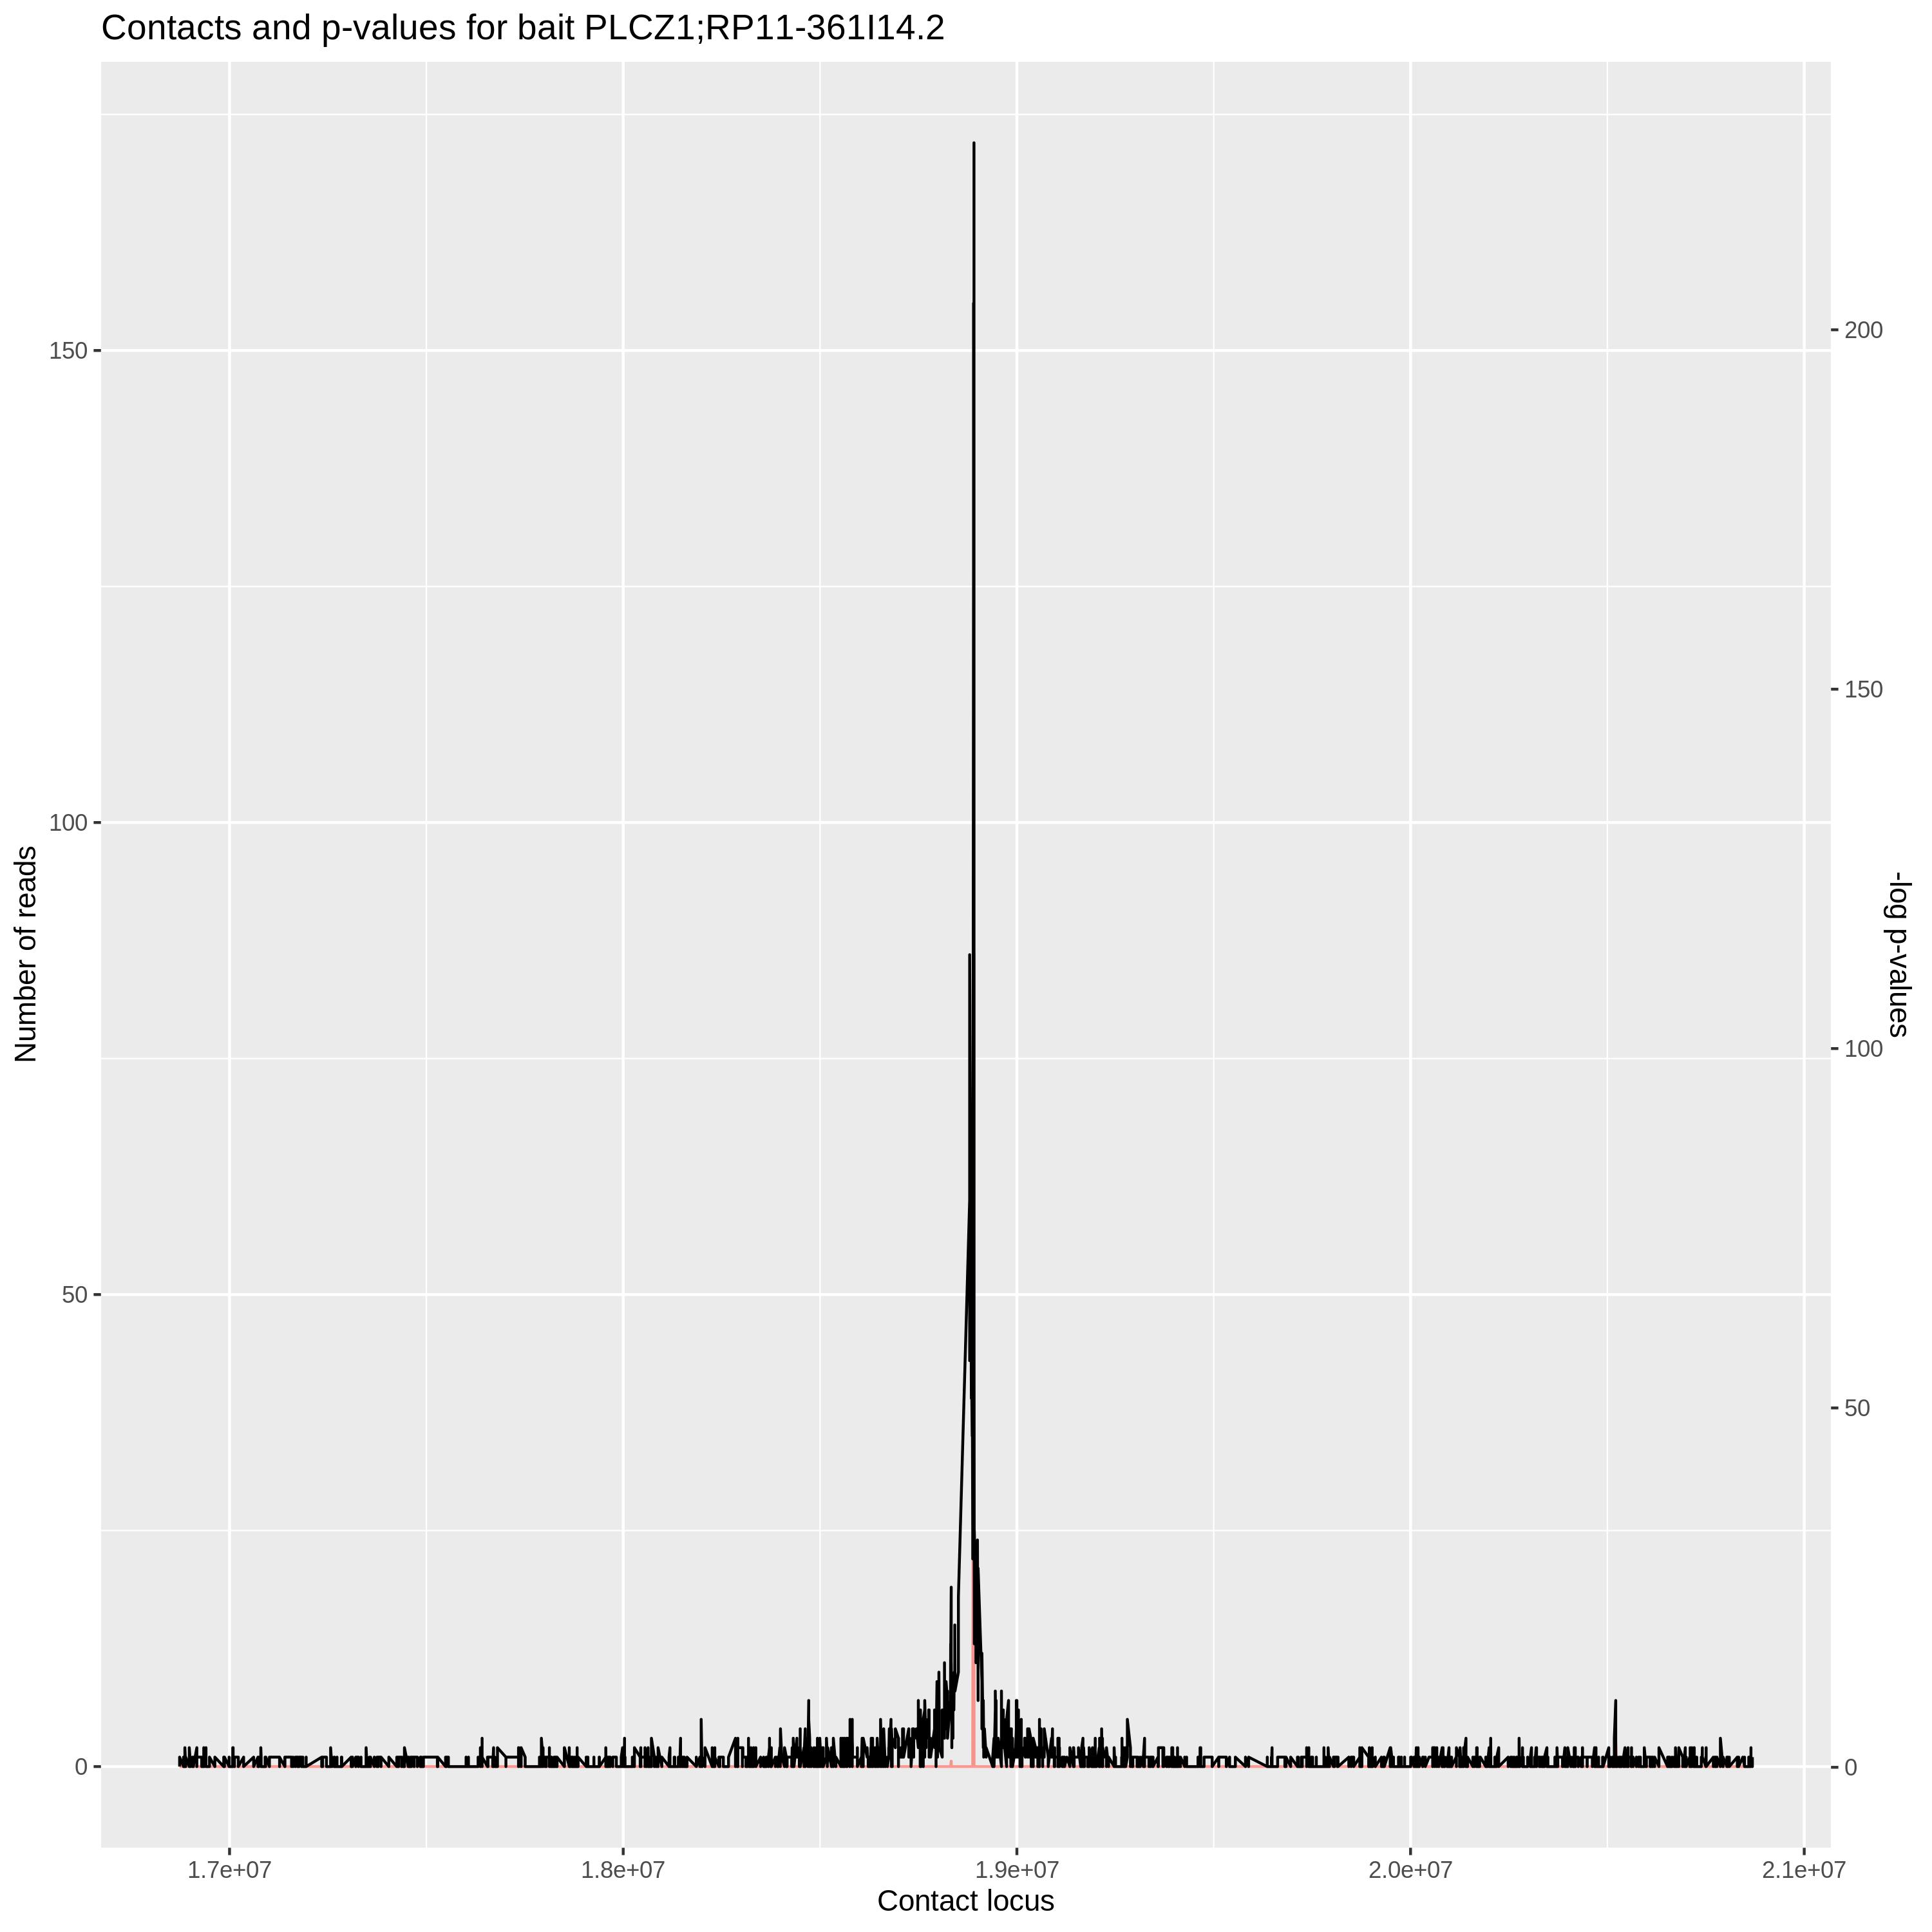 Contacts and p-values for bait PLCZ1;RP11-361I14.2
Number of reads
150
100
50
0
200
150
100
50
0
-log p-values
1.7e+07
1.8e+07
1.9e+07
2.0e+07
2.1e+07
Contact locus